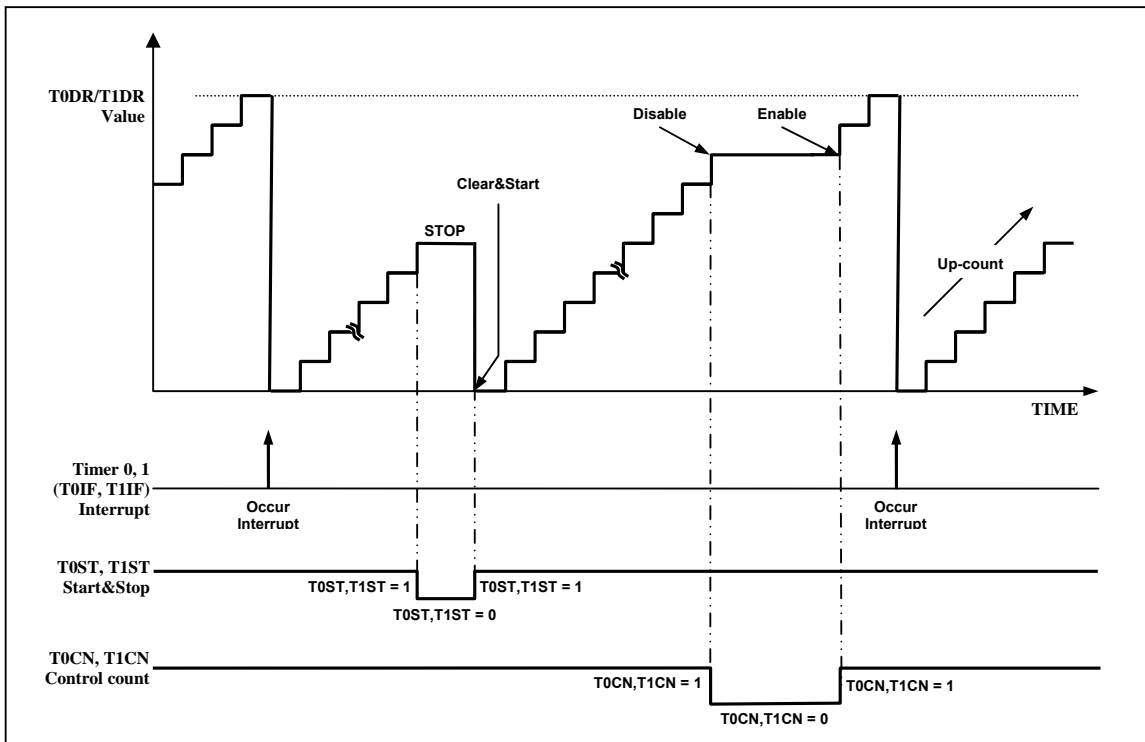 T0DR/T1DR
Value
Disable
Enable
Clear&Start
STOP
Up-count
TIME
Timer 0, 1
(T0IF, T1IF)
Interrupt
Occur
Interrupt
Occur
Interrupt
T0ST, T1ST
Start&Stop
T0ST,T1ST = 1
T0ST,T1ST = 1
T0ST,T1ST = 0
T0CN, T1CN
Control count
T0CN,T1CN = 1
T0CN,T1CN = 1
T0CN,T1CN = 0